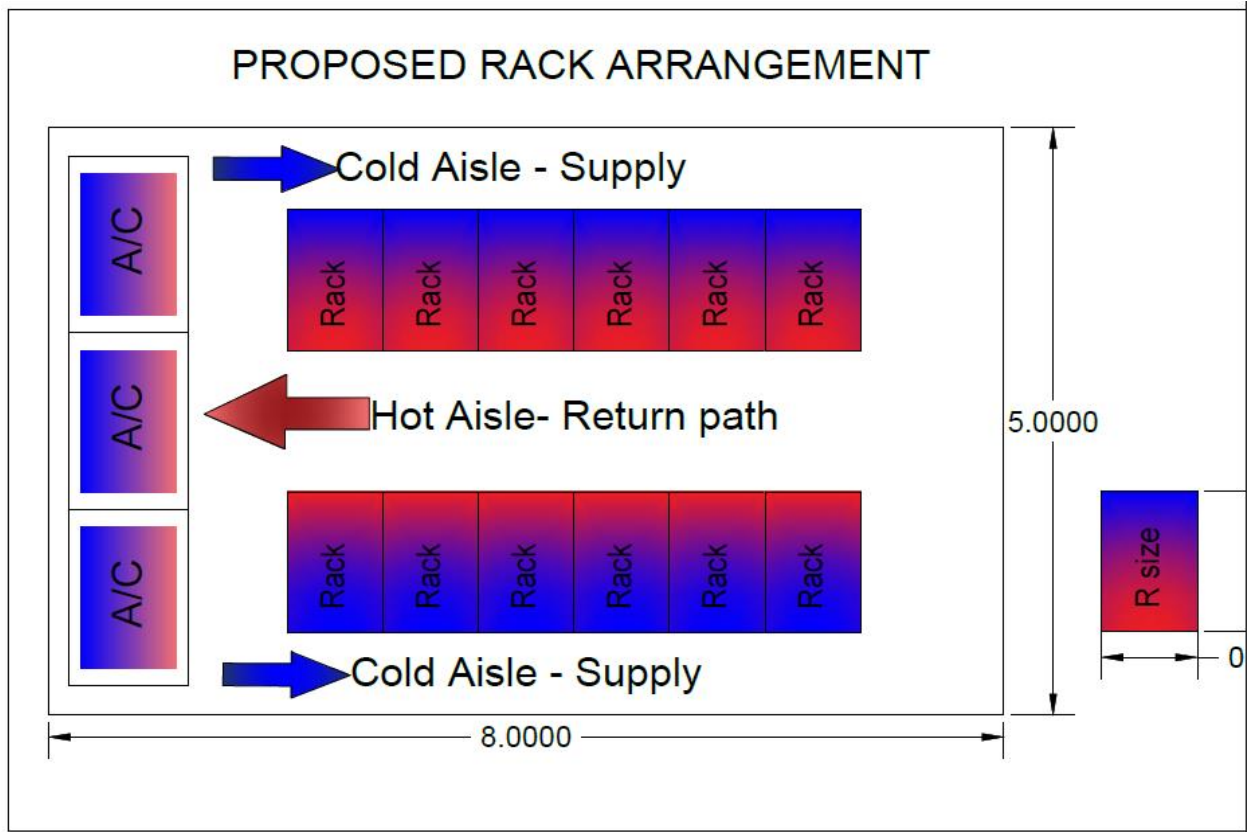 PROPOSED RACK ARRANGEMENT
Cold Aisle - Supply
A/C
Rack Rack Rack Rack Rack Rack
A/C
Hot Aisle- Return path
5.0000
Rack Rack Rack Rack Rack Rack
R size
A/C
Cold Aisle - Supply
0
8.0000